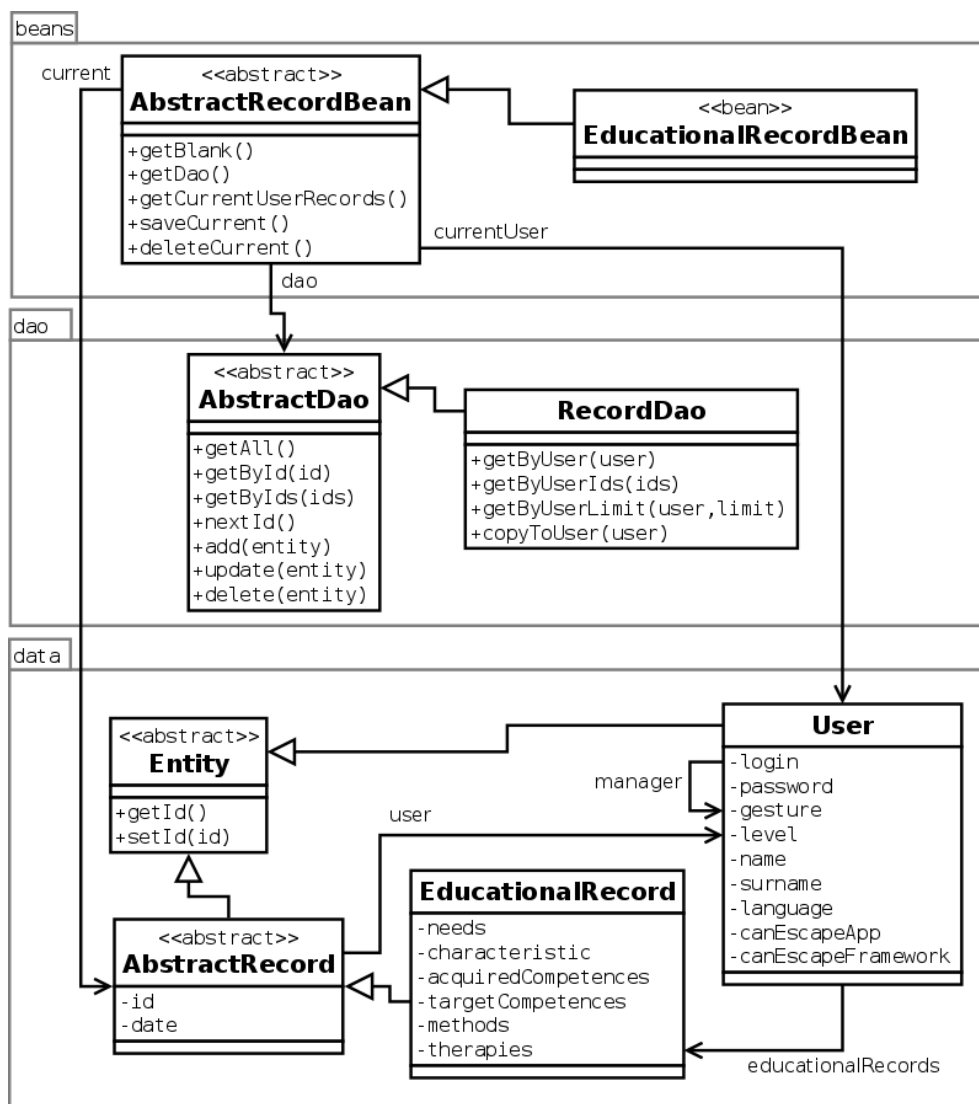 beans
current
<<abstract>>
AbstractRecordBean
+getBlank()
+getDao()
+getCurrentUserRecords()
+saveCurrent()
+deleteCurrent()
<<bean>>
EducationalRecordBean
currentUser
dao
dao
<<abstract>>
AbstractDao
+getAll()
+getById(id)
+getByIds(ids)
+nextId()
+add(entity)
+update(entity)
+delete(entity)
RecordDao
+getByUser(user)
+getByUserIds(ids)
+getByUserLimit(user,limit)
+copyToUser(user)
data
<<abstract>>
Entity
+getId()
+setId(id)
User
-login
-password
-gesture
-level
-name
-surname
-language
-canEscapeApp
-canEscapeFramework
manager
user
<<abstract>>
AbstractRecord
-id
-date
EducationalRecord
-needs
-characteristic
-acquiredCompetences
-targetCompetences
-methods
-therapies
educationalRecords